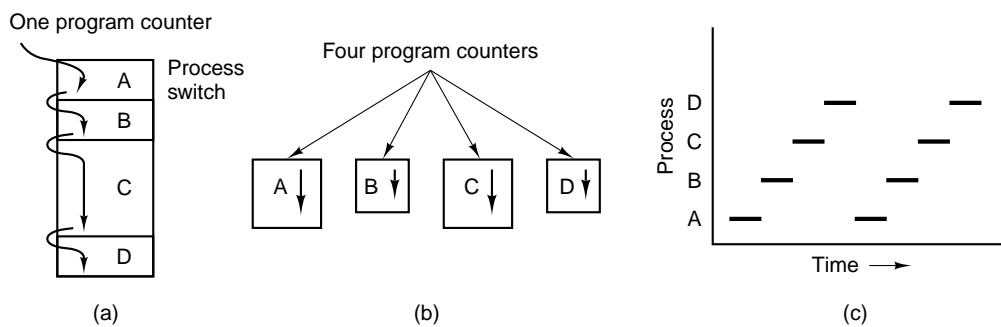 One program counter
Process
switch
A
B
C
D
(a)
Four program counters
A
B
C
D
(b)
Process
D
C
B
A
Time
(c)